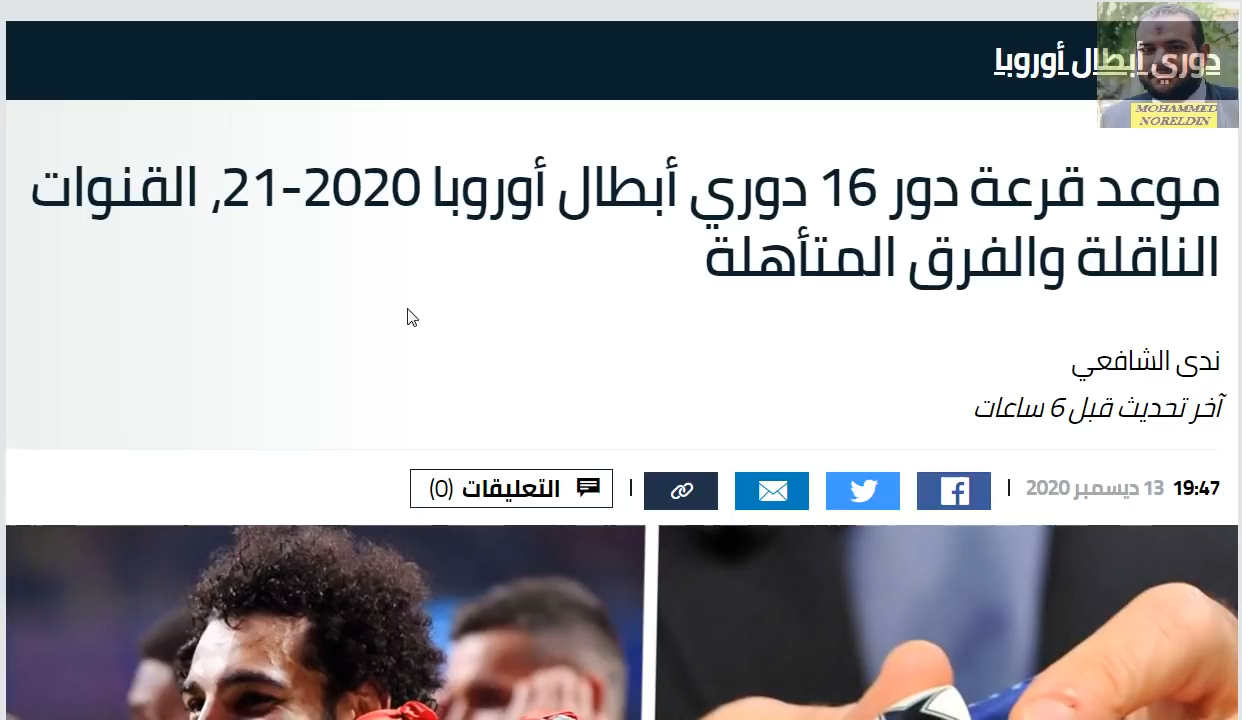 دوري أبطال أوروبا
MOHAMMED
NORELDIN
موعد قرعة دور 16 دوري أبطال أوروبا 2020-21, القنوات
الناقلة والفرق المتأهلة
ندى الشافعي
آخر تحديث قبل 6 ساعات
19:47 13 ديسمبر 2020 | | التعليقات (0)